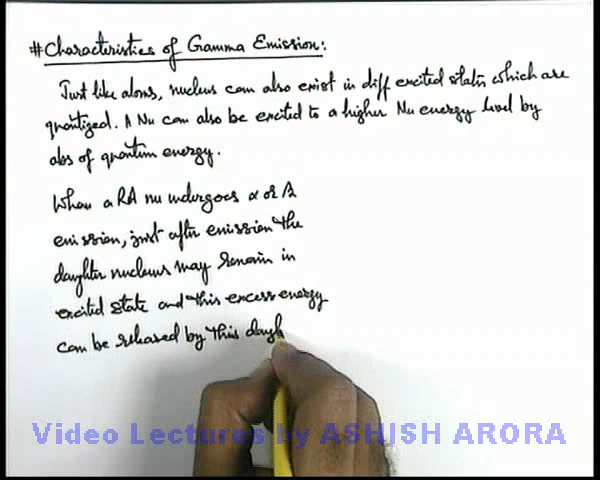 # Characteristics of Gamma Emission:
Just like atoms, nucleus can also exist in diff excited states which are
quantized. A Nu can also be excited to a higher Nu energy level by
abs of quantum energy.
When a RA nu undergoes α or β
emission, just after emission the
daughter nucleus may remain in
excited state and this excess energy
can be released by this daugh
Video Lectures by ASHISH ARORA